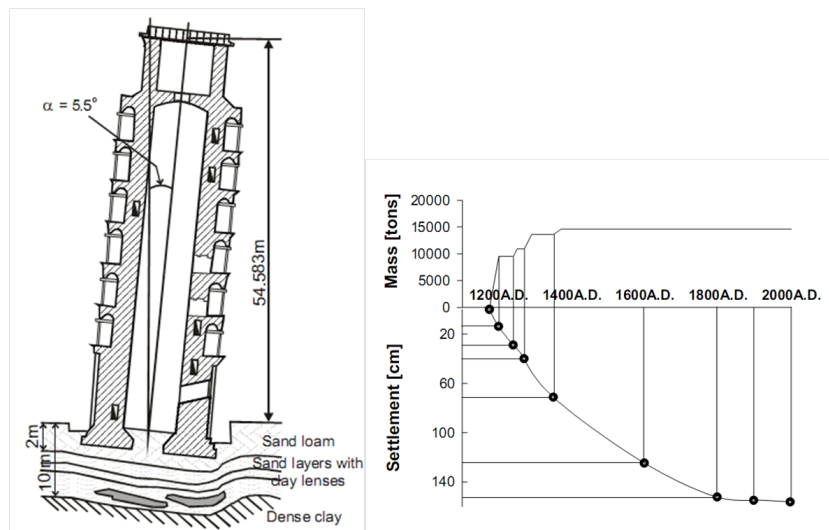 α = 5.5°
54.583m
2m
10 m
Sand loam
Sand layers with
clay lenses
Dense clay
Mass [tons]
20000
15000
10000
5000
0
1200A.D.
1400A.D.
1600A.D.
1800A.D.
2000A.D.
Settlement [cm]
20
60
100
140